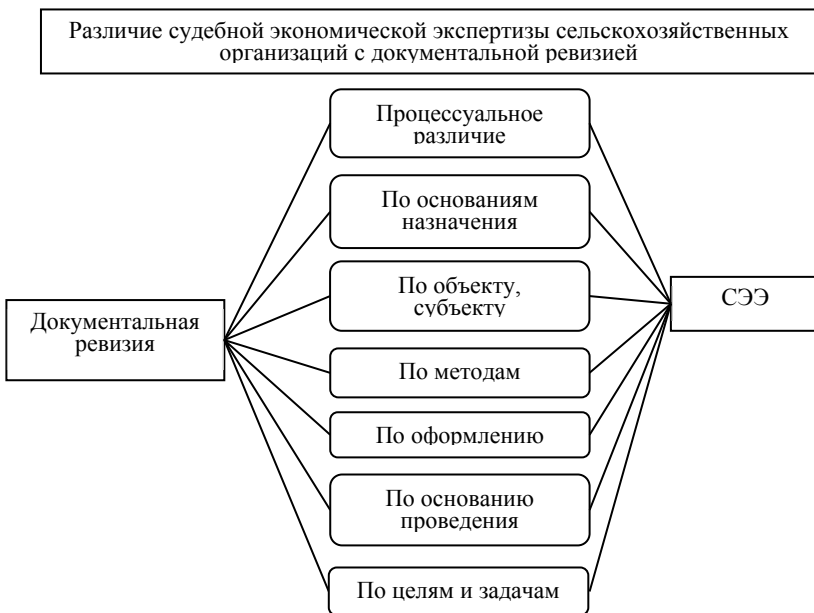 Различие судебной экономической экспертизы сельскохозяйственных
организаций с документальной ревизией
Процессуальное
различие
По основаниям
назначения
По объекту,
субъекту
Документальная
ревизия
СЭЭ
По методам
По оформлению
По основанию
проведения
По целям и задачам